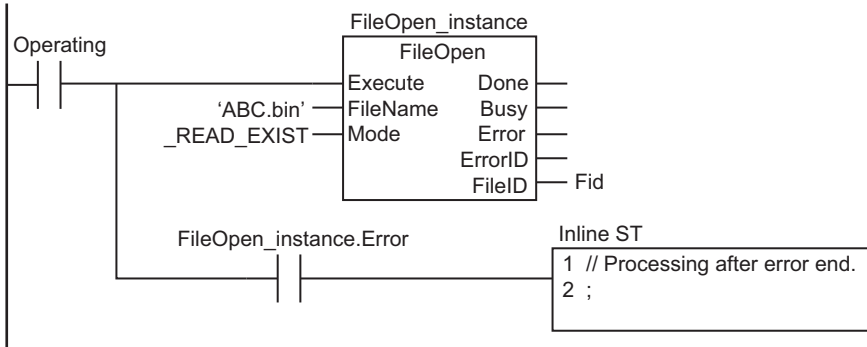 FileOpen_instance
Operating
FileOpen
Execute Done
‘ABC.bin’ FileName Busy
_READ_EXIST Mode Error
ErrorID
FileID Fid
FileOpen_instance.Error
Inline ST
1 // Processing after error end.
2 ;